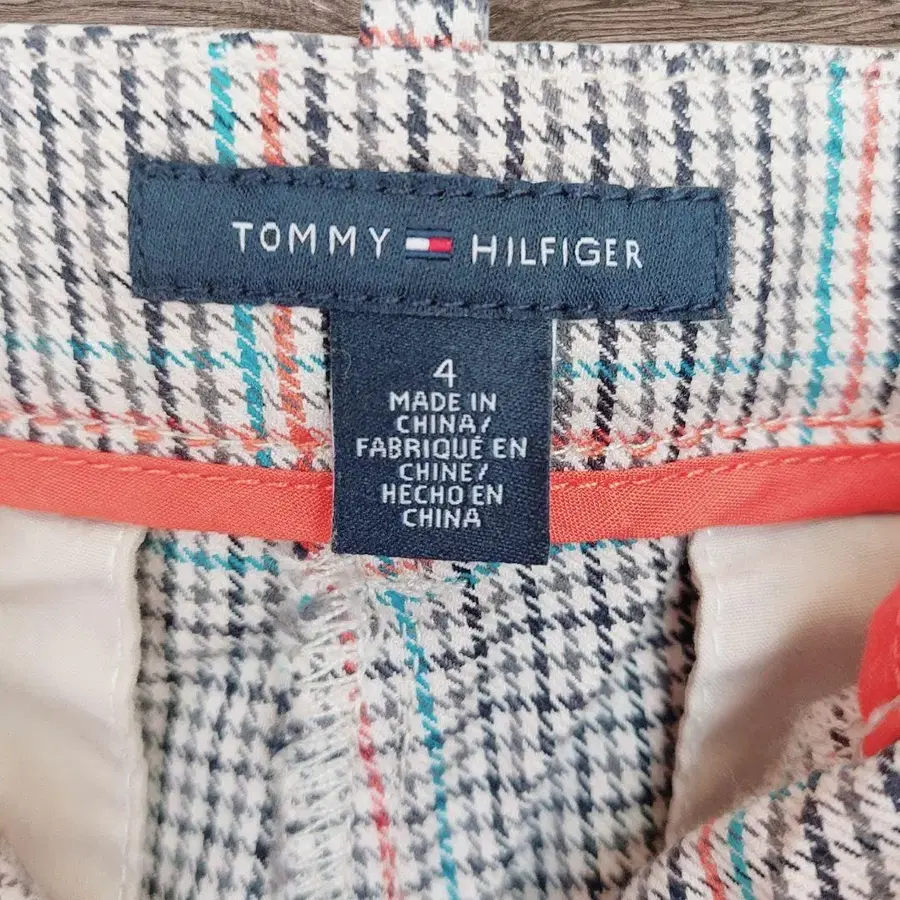 TOMMY HILFIGER
4
MADE IN
CHINA/
FABRIQUÉ EN
CHINE/
HECHO EN
CHINA